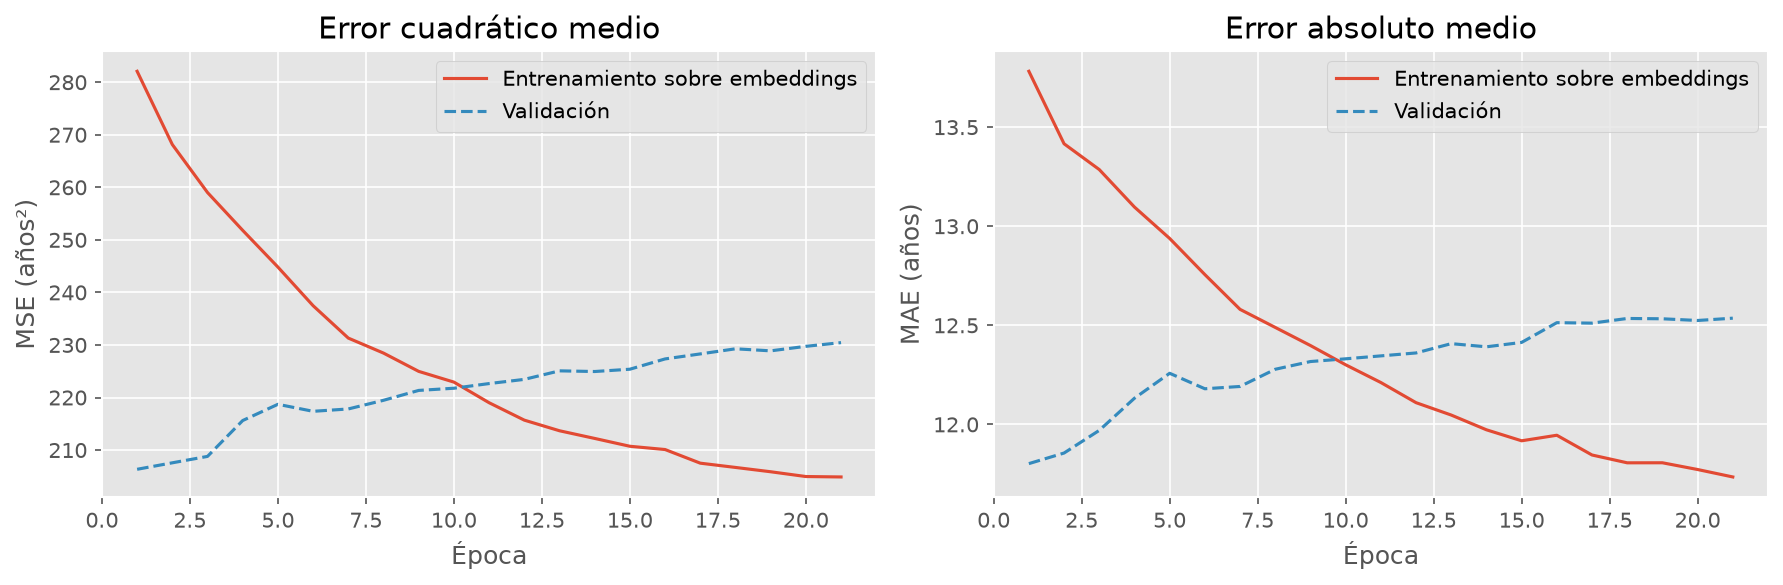 Error cuadrático medio
Entrenamiento sobre embeddings
Validación
280
270
260
250
240
230
220
210
MSE (años²)
0.0 2.5 5.0 7.5 10.0 12.5 15.0 17.5 20.0
Época
Error absoluto medio
Entrenamiento sobre embeddings
Validación
13.5
13.0
12.5
12.0
MAE (años)
0.0 2.5 5.0 7.5 10.0 12.5 15.0 17.5 20.0
Época